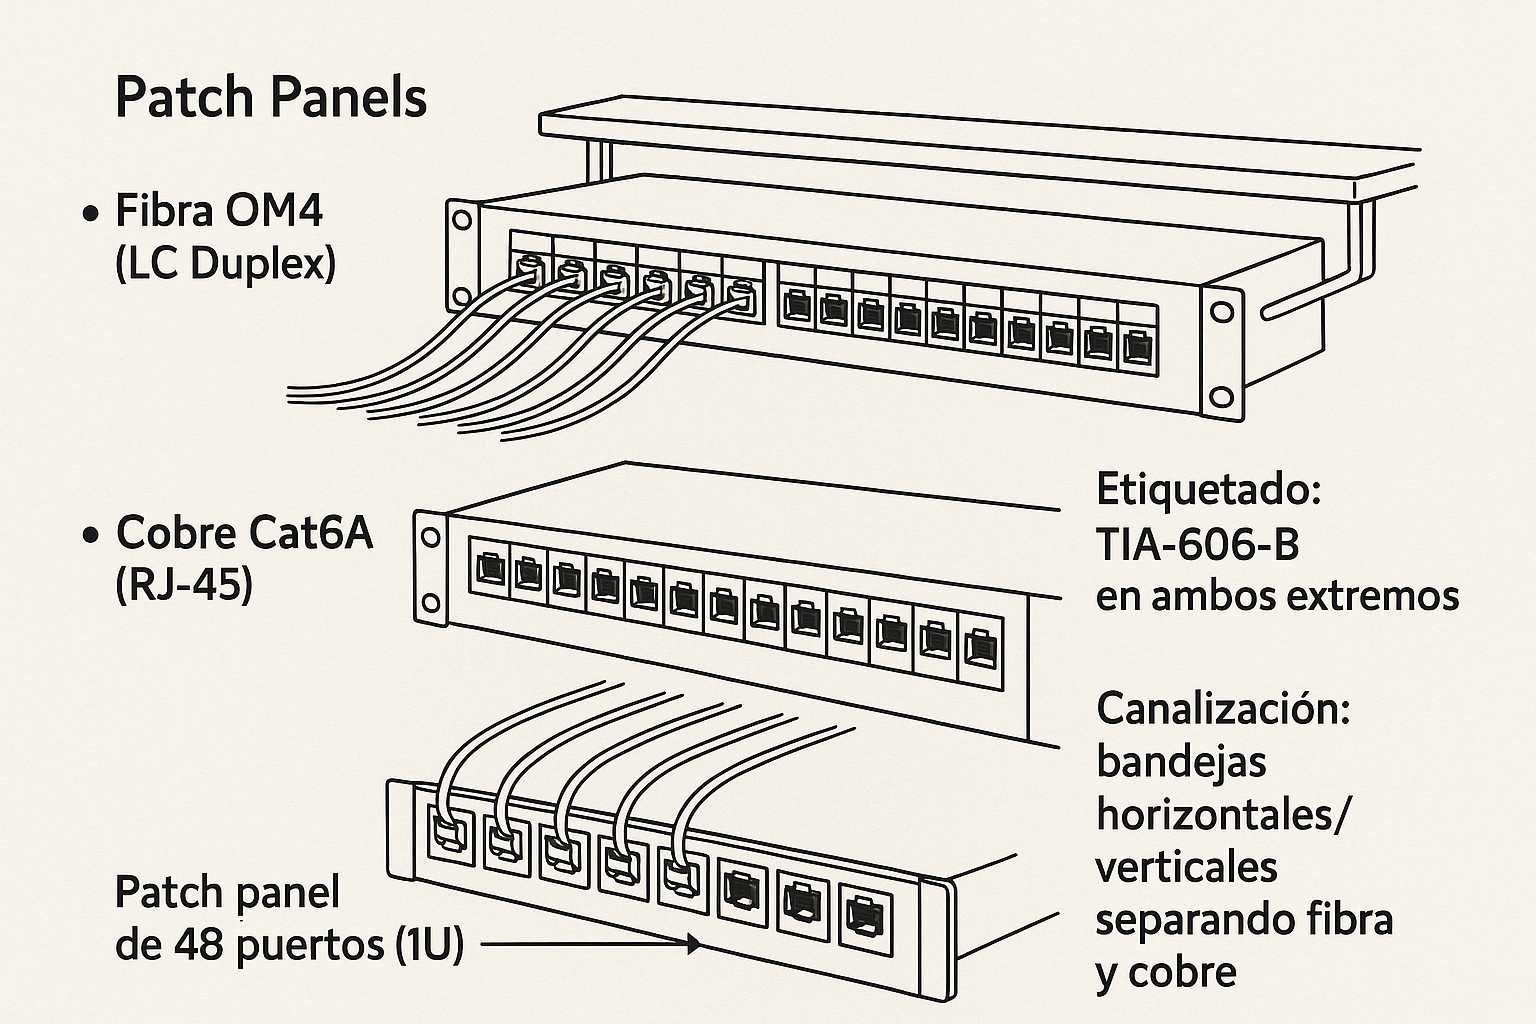 Patch Panels
• Fibra OM4
(LC Duplex)
• Cobre Cat6A
(RJ-45)
Etiquetado:
TIA-606-B
en ambos extremos
Canalización:
bandejas
horizontales/
verticales
separando fibra
y cobre
Patch panel
de 48 puertos (1U)